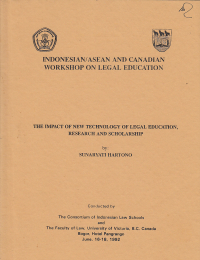 INDONESIAN/ASEAN AND CANADIAN
WORKSHOP ON LEGAL EDUCATION
THE IMPACT OF NEW TECHNOLOGY OF LEGAL EDUCATION,
RESEARCH AND SCHOLARSHIP
by
SUNARYATI HARTONO
Conducted by
The Consortium of Indonesian Law Schools
and
The Faculty of Law, University of Victoria, B.C. Canada
Bogor, Hotel Pangrango
June, 16-18, 1992